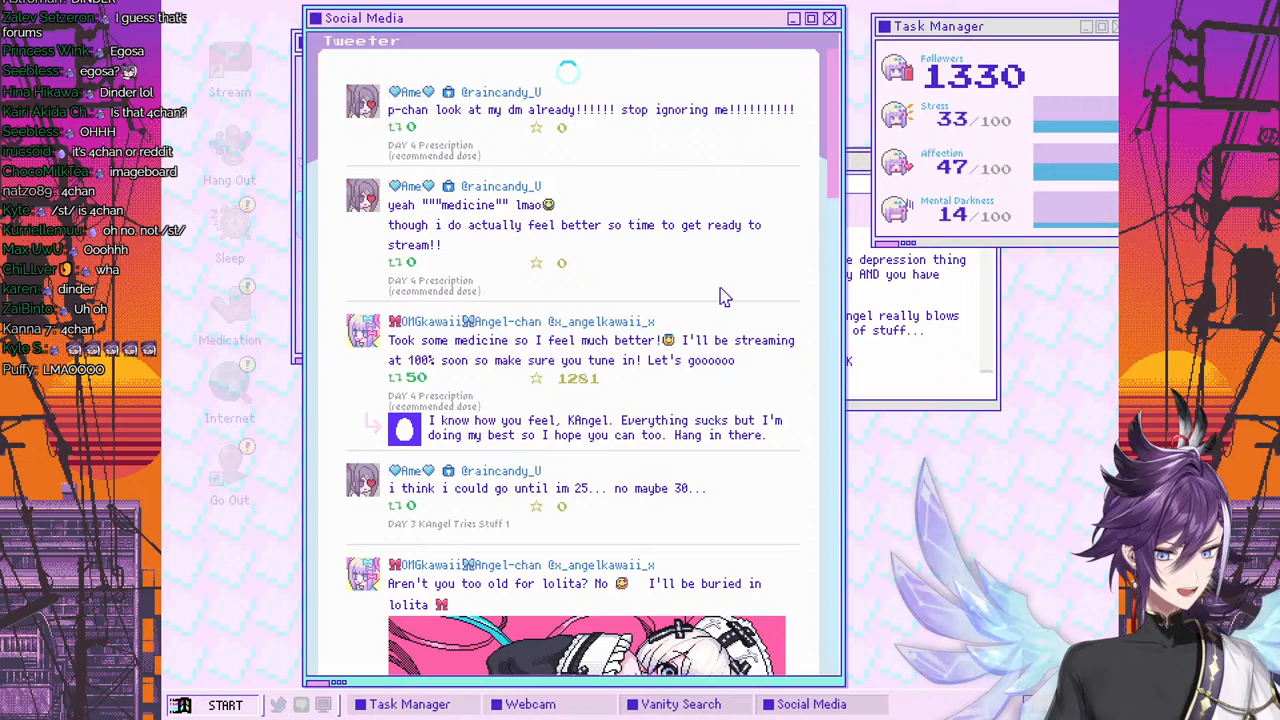 Zalev Setzeron: I guess that's
forums
Princess Wink: Egosa
Seebless: egosa?
Hina Hikawa: Dinder lol
Kairi Akida Ch.: Is that 4chan?
Seebless: OHHH
irucsoid: it's 4chan or reddit
ChocoMilkTea: imageboard
natzo89: 4chan
Kyte: /st/ is 4chan
Kurriellemuu: oh no. not /st/
Max UwU: Ooohhh
ChiLLver: wha
karen: dinder
ZaiBinto: Uh oh
Kanna 7: 4chan
Kyle S.:
Puffy: LMAOOOO
Stream
Hang Out
Sleep
Medication
Internet
Go Out
Social Media
Tweeter
Ame @raincandy_U
p-chan look at my dm already!!!!!! stop ignoring me!!!!!!!!!!
0 0
DAY 4 Prescription
(recommended dose)
Ame @raincandy_U
yeah """medicine"" lmao
though i do actually feel better so time to get ready to
stream!!
0 0
DAY 4 Prescription
(recommended dose)
OMGkawaii Angel-chan @x_angelkawaii_x
Took some medicine so I feel much better! I'll be streaming
at 100% soon so make sure you tune in! Let's goooooo
50 1281
DAY 4 Prescription
(recommended dose)
I know how you feel, KAngel. Everything sucks but I'm
doing my best so I hope you can too. Hang in there.
Ame @raincandy_U
i think i could go until im 25... no maybe 30...
0 0
DAY 3 KAngel Tries Stuff 1
OMGkawaii Angel-chan @x_angelkawaii_x
Aren't you too old for lolita? No I'll be buried in
lolita
Task Manager
Followers
1330
Stress
33/100
Affection
47/100
Mental Darkness
14/100
e depression thing
y AND you have
ngel really blows
of stuff...
K
START
Task Manager
Webcam
Vanity Search
Social Media